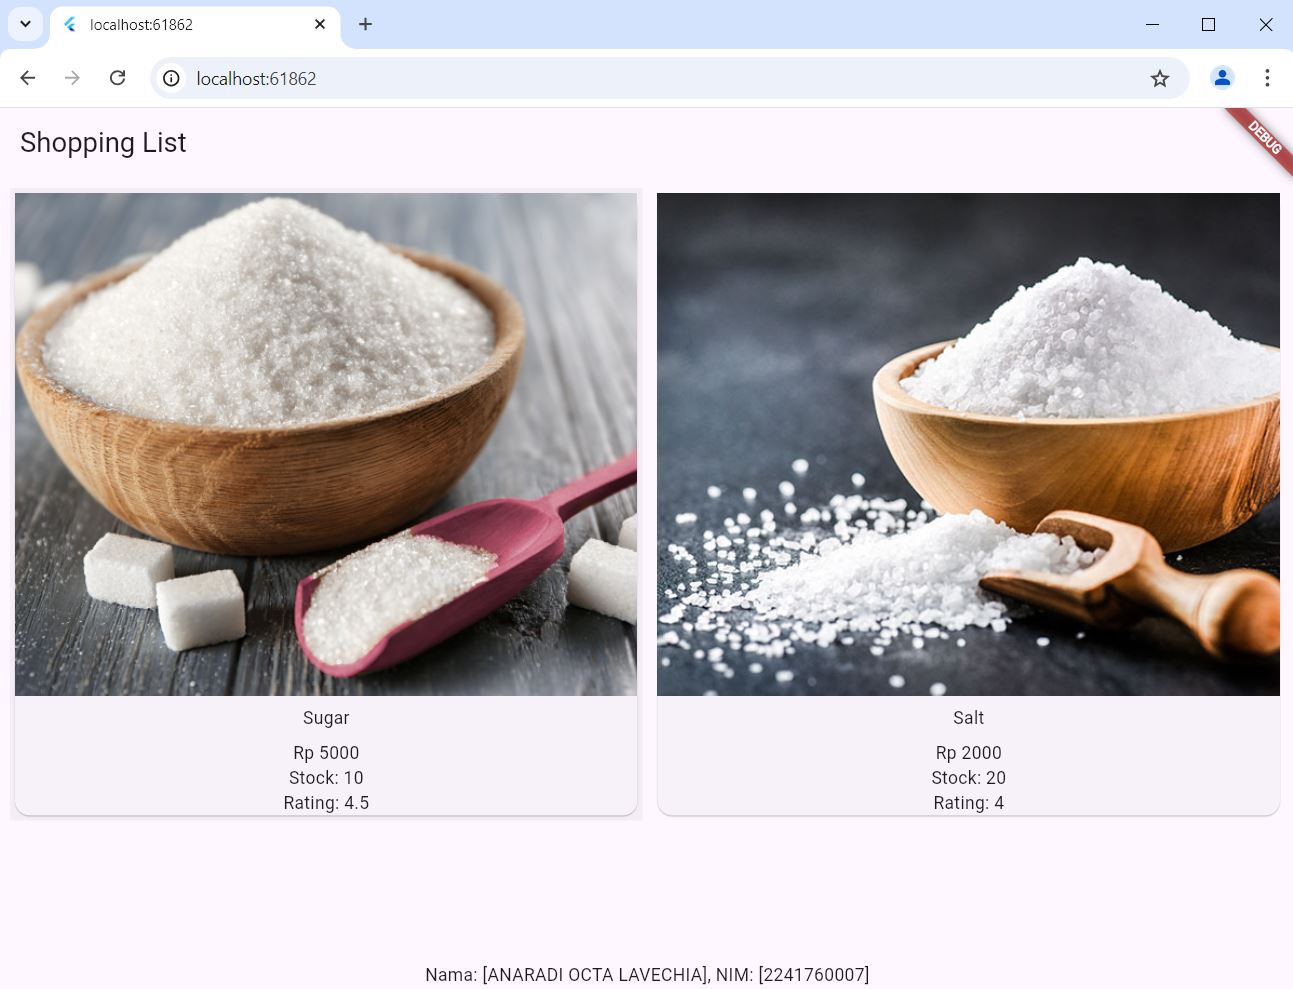 localhost:61862
localhost:61862
Shopping List
DEBUG
Sugar
Rp 5000
Stock: 10
Rating: 4.5
Salt
Rp 2000
Stock: 20
Rating: 4
Nama: [ANARADI OCTA LAVECHIA], NIM: [2241760007]